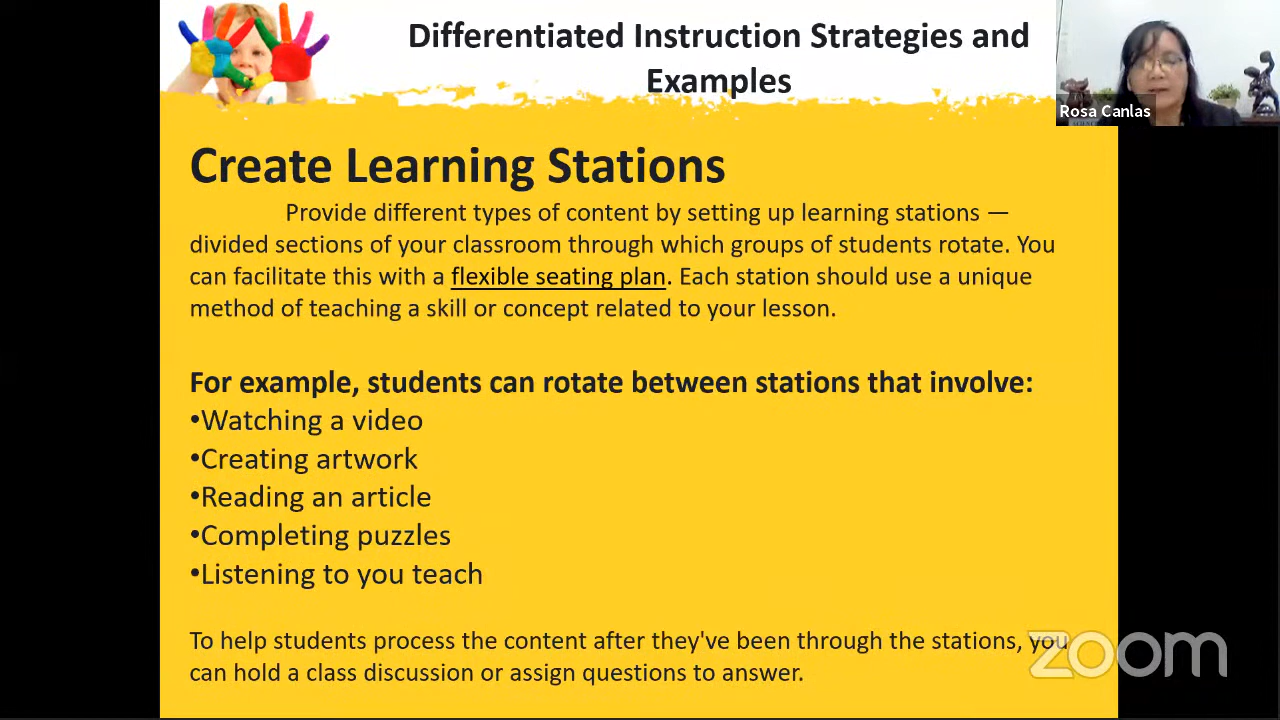 Differentiated Instruction Strategies and
Examples
Rosa Canlas
Create Learning Stations
Provide different types of content by setting up learning stations —
divided sections of your classroom through which groups of students rotate. You
can facilitate this with a flexible seating plan. Each station should use a unique
method of teaching a skill or concept related to your lesson.
For example, students can rotate between stations that involve:
•Watching a video
•Creating artwork
•Reading an article
•Completing puzzles
•Listening to you teach
To help students process the content after they've been through the stations, you
can hold a class discussion or assign questions to answer.
zoom